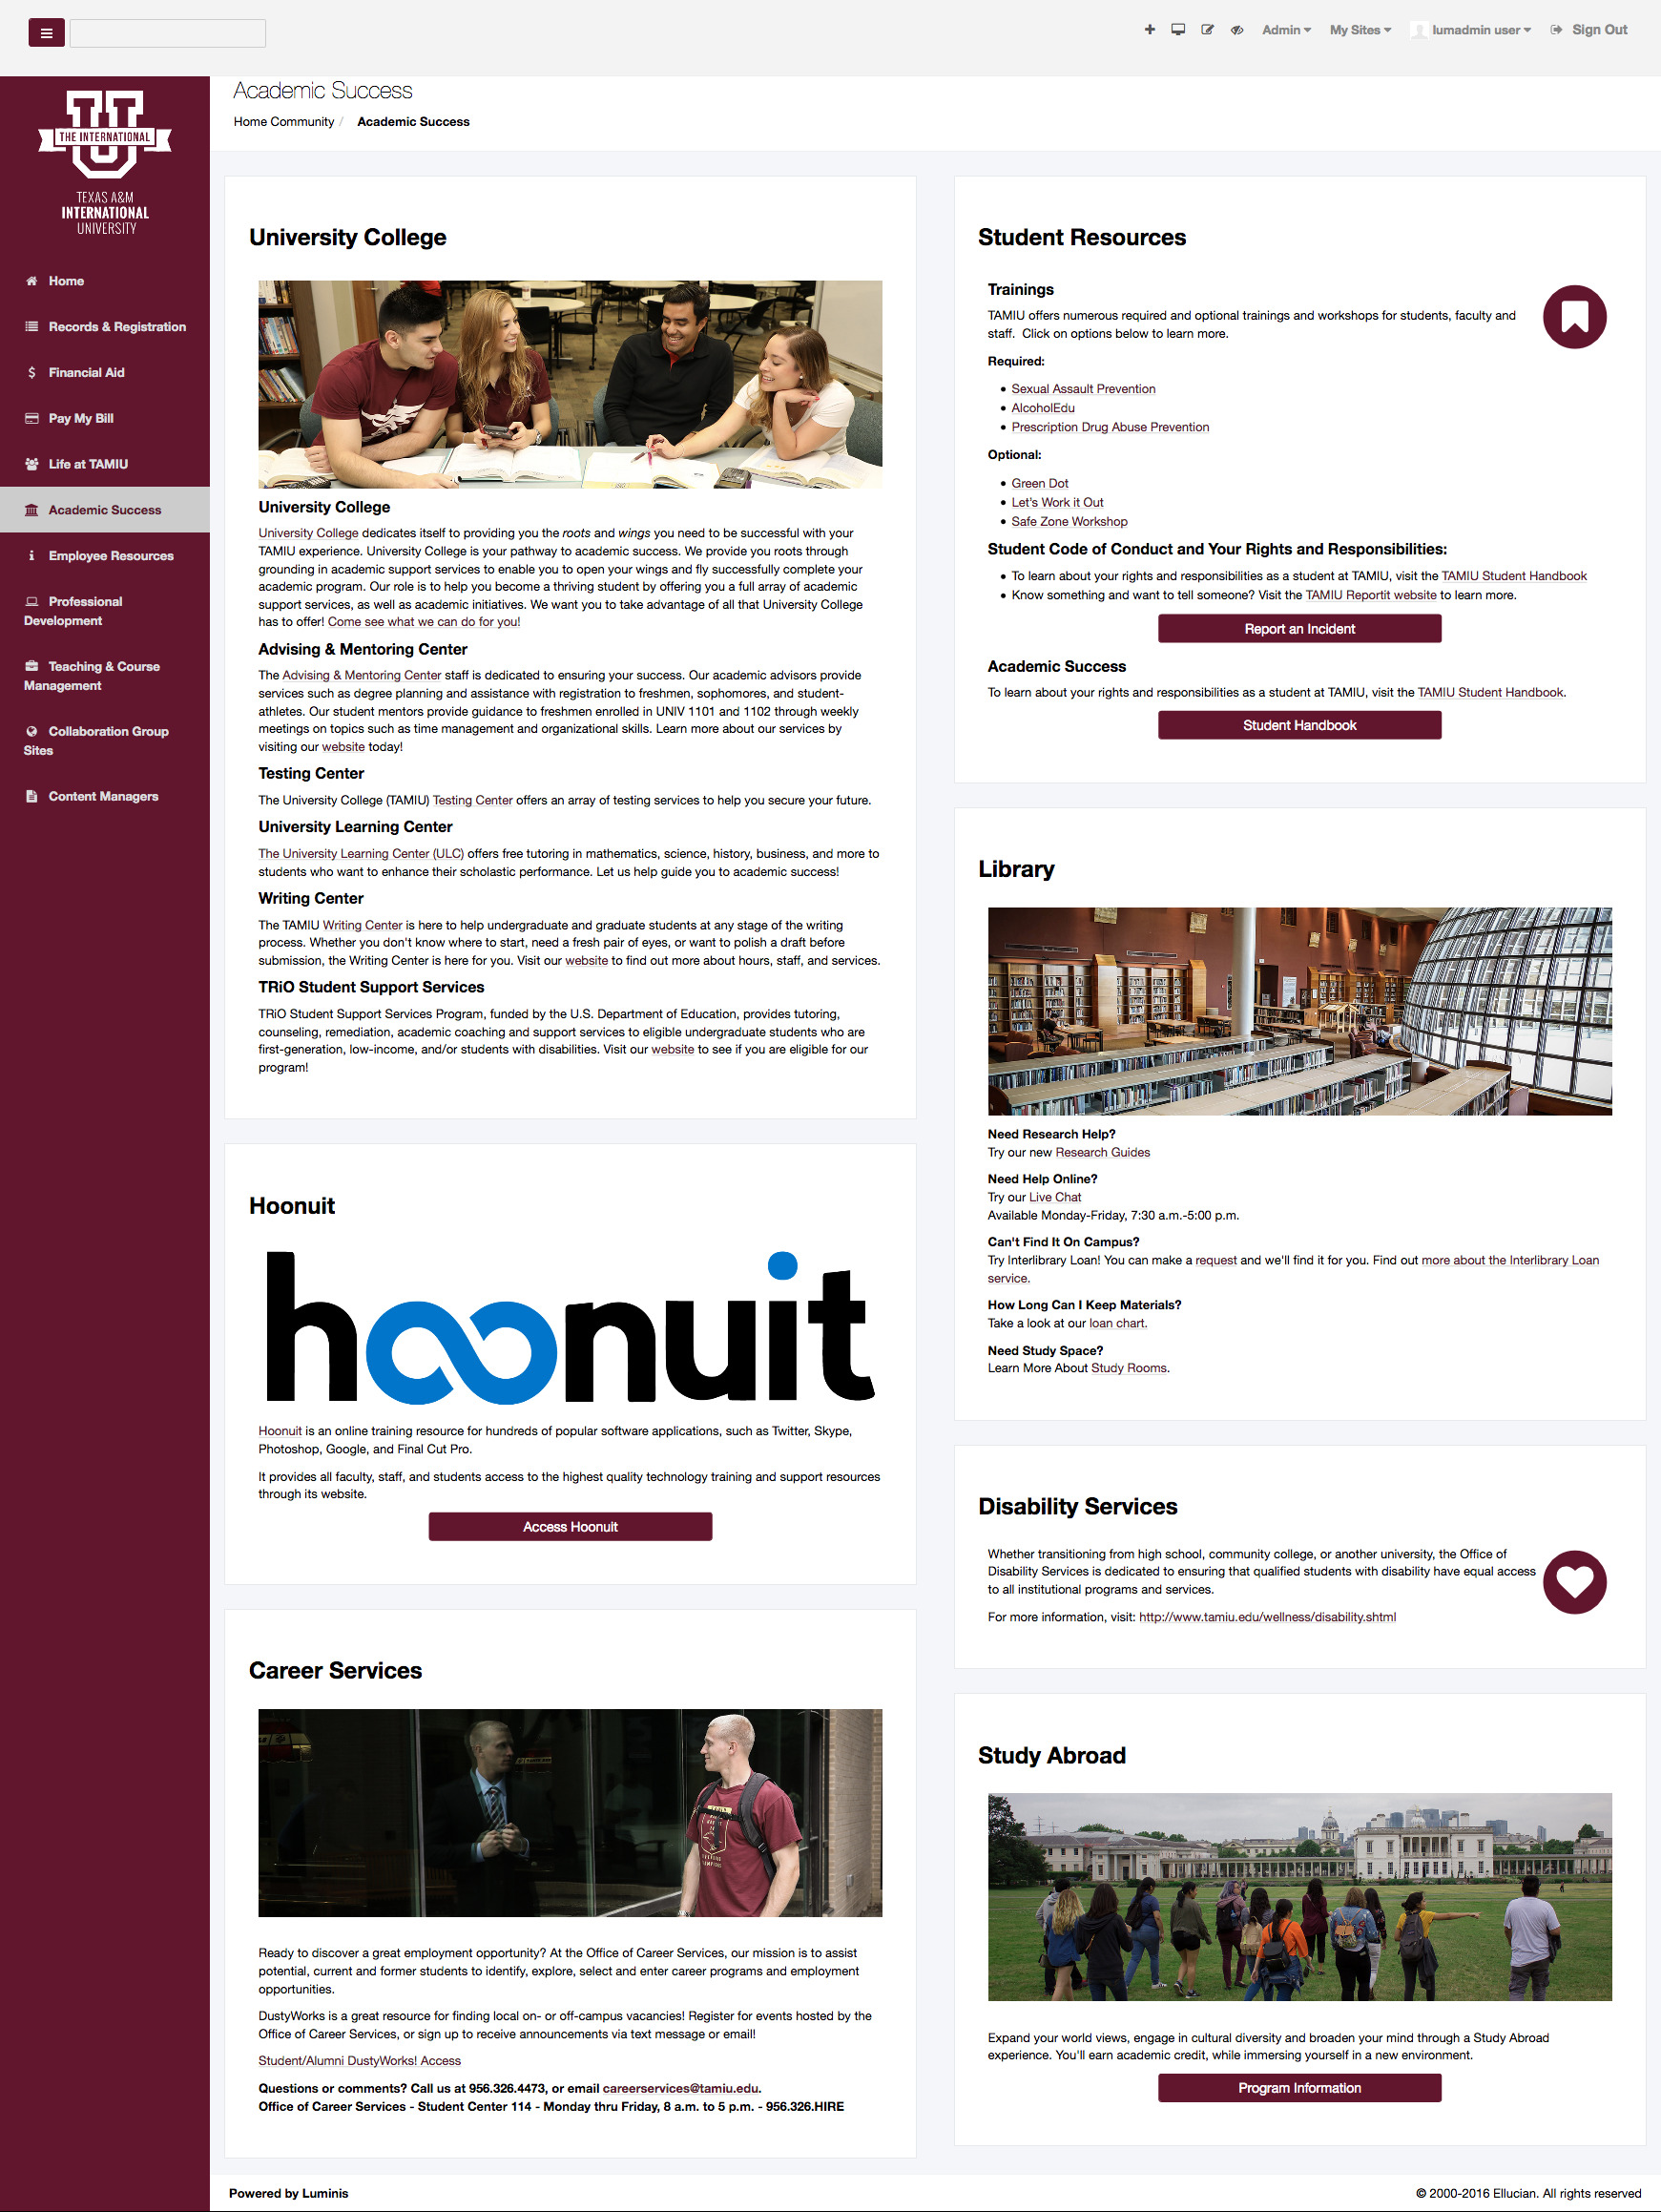 Admin
My Sites
lumadmin user
Sign Out
THE INTERNATIONAL
TEXAS A&M
INTERNATIONAL
UNIVERSITY
Home
Records & Registration
Financial Aid
Pay My Bill
Life at TAMIU
Academic Success
Employee Resources
Professional
Development
Teaching & Course
Management
Collaboration Group
Sites
Content Managers
Academic Success
Home Community / Academic Success
University College
University College
University College dedicates itself to providing you the roots and wings you need to be successful with your
TAMIU experience. University College is your pathway to academic success. We provide you roots through
grounding in academic support services to enable you to open your wings and fly successfully complete your
academic program. Our role is to help you become a thriving student by offering you a full array of academic
support services, as well as academic initiatives. We want you to take advantage of all that University College
has to offer! Come see what we can do for you!
Advising & Mentoring Center
The Advising & Mentoring Center staff is dedicated to ensuring your success. Our academic advisors provide
services such as degree planning and assistance with registration to freshmen, sophomores, and student-
athletes. Our student mentors provide guidance to freshmen enrolled in UNIV 1101 and 1102 through weekly
meetings on topics such as time management and organizational skills. Learn more about our services by
visiting our website today!
Testing Center
The University College (TAMIU) Testing Center offers an array of testing services to help you secure your future.
University Learning Center
The University Learning Center (ULC) offers free tutoring in mathematics, science, history, business, and more to
students who want to enhance their scholastic performance. Let us help guide you to academic success!
Writing Center
The TAMIU Writing Center is here to help undergraduate and graduate students at any stage of the writing
process. Whether you don't know where to start, need a fresh pair of eyes, or want to polish a draft before
submission, the Writing Center is here for you. Visit our website to find out more about hours, staff, and services.
TRiO Student Support Services
TRiO Student Support Services Program, funded by the U.S. Department of Education, provides tutoring,
counseling, remediation, academic coaching and support services to eligible undergraduate students who are
first-generation, low-income, and/or students with disabilities. Visit our website to see if you are eligible for our
program!
Hoonuit
hoonuit
Hoonuit is an online training resource for hundreds of popular software applications, such as Twitter, Skype,
Photoshop, Google, and Final Cut Pro.
It provides all faculty, staff, and students access to the highest quality technology training and support resources
through its website.
Access Hoonuit
Career Services
Ready to discover a great employment opportunity? At the Office of Career Services, our mission is to assist
potential, current and former students to identify, explore, select and enter career programs and employment
opportunities.
DustyWorks is a great resource for finding local on- or off-campus vacancies! Register for events hosted by the
Office of Career Services, or sign up to receive announcements via text message or email!
Student/Alumni DustyWorks! Access
Questions or comments? Call us at 956.326.4473, or email careerservices@tamiu.edu.
Office of Career Services - Student Center 114 - Monday thru Friday, 8 a.m. to 5 p.m. - 956.326.HIRE
Student Resources
Trainings
TAMIU offers numerous required and optional trainings and workshops for students, faculty and
staff. Click on options below to learn more.
Required:
• Sexual Assault Prevention
• AlcoholEdu
• Prescription Drug Abuse Prevention
Optional:
• Green Dot
• Let's Work it Out
• Safe Zone Workshop
Student Code of Conduct and Your Rights and Responsibilities:
• To learn about your rights and responsibilities as a student at TAMIU, visit the TAMIU Student Handbook
• Know something and want to tell someone? Visit the TAMIU Reportit website to learn more.
Report an Incident
Academic Success
To learn about your rights and responsibilities as a student at TAMIU, visit the TAMIU Student Handbook.
Student Handbook
Library
Need Research Help?
Try our new Research Guides
Need Help Online?
Try our Live Chat
Available Monday-Friday, 7:30 a.m.-5:00 p.m.
Can't Find It On Campus?
Try Interlibrary Loan! You can make a request and we'll find it for you. Find out more about the Interlibrary Loan
service.
How Long Can I Keep Materials?
Take a look at our loan chart.
Need Study Space?
Learn More About Study Rooms.
Disability Services
Whether transitioning from high school, community college, or another university, the Office of
Disability Services is dedicated to ensuring that qualified students with disability have equal access
to all institutional programs and services.
For more information, visit: http://www.tamiu.edu/wellness/disability.shtml
Study Abroad
Expand your world views, engage in cultural diversity and broaden your mind through a Study Abroad
experience. You'll earn academic credit, while immersing yourself in a new environment.
Program Information
Powered by Luminis
© 2000-2016 Ellucian. All rights reserved